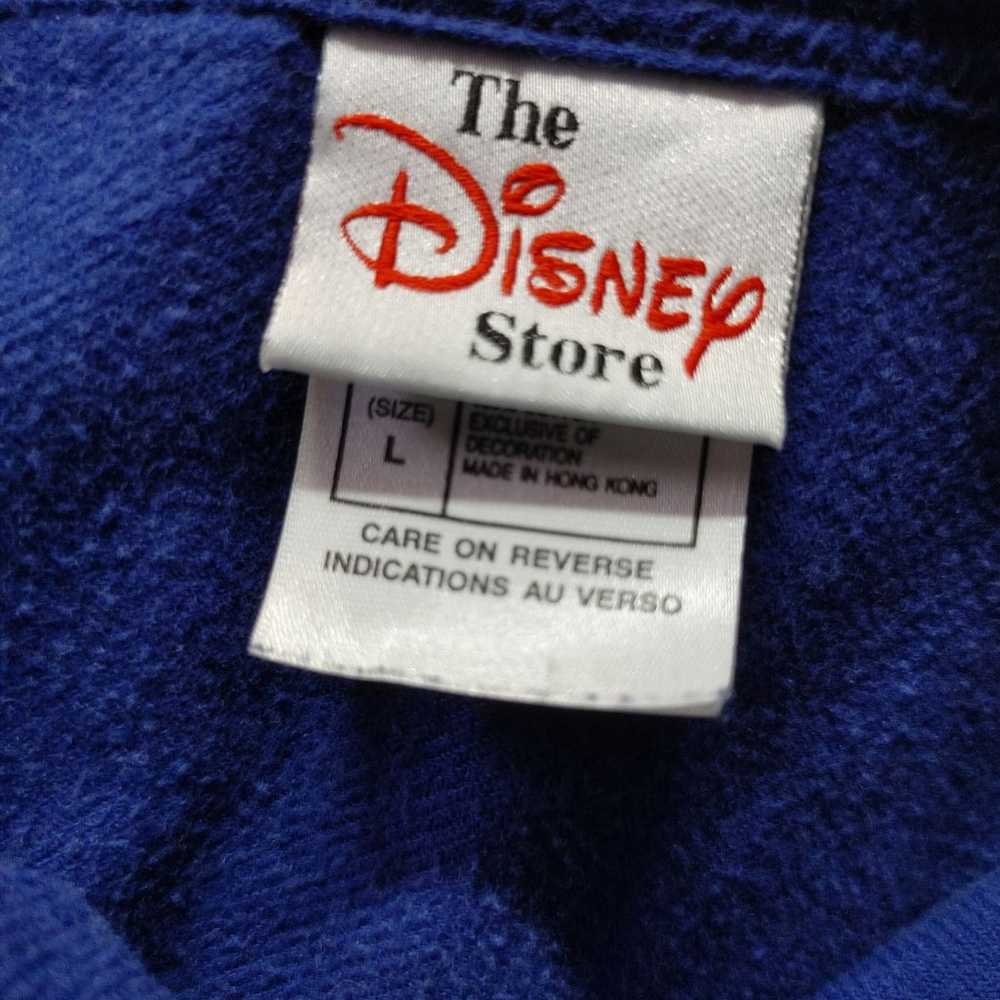 The
DISNEY
Store
(SIZE)
L
EXCLUSIVE OF
DECORATION
MADE IN HONG KONG
CARE ON REVERSE
INDICATIONS AU VERSO